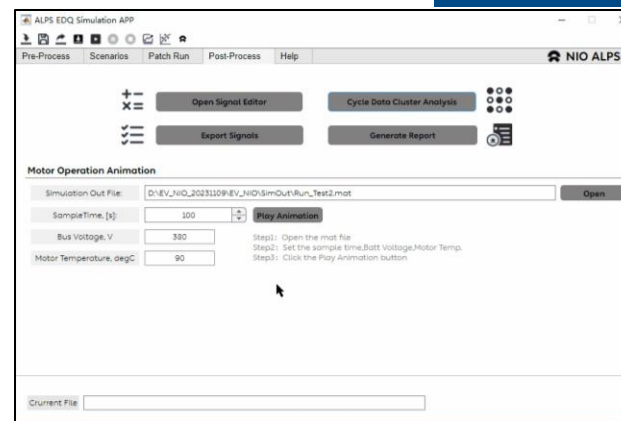 ALPS EDQ Simulation APP
Pre-Process Scenarios Patch Run Post-Process Help NIO ALPS
Open Signal Editor Cycle Data Cluster Analysis
Export Signals Generate Report
Motor Operation Animation
Simulation Out File: D:\EV_NIO_20231109\EV_NIO\SimOut\Run_Test2.mat Open
SampleTime, [s]: 100 Play Animation
Bus Voltage, V 380 Step1: Open the mat file
Step2: Set the sample time,Batt Voltage,Motor Temp.
Motor Temperature, degC 90 Step3: Click the Play Animation button
Crurrent File